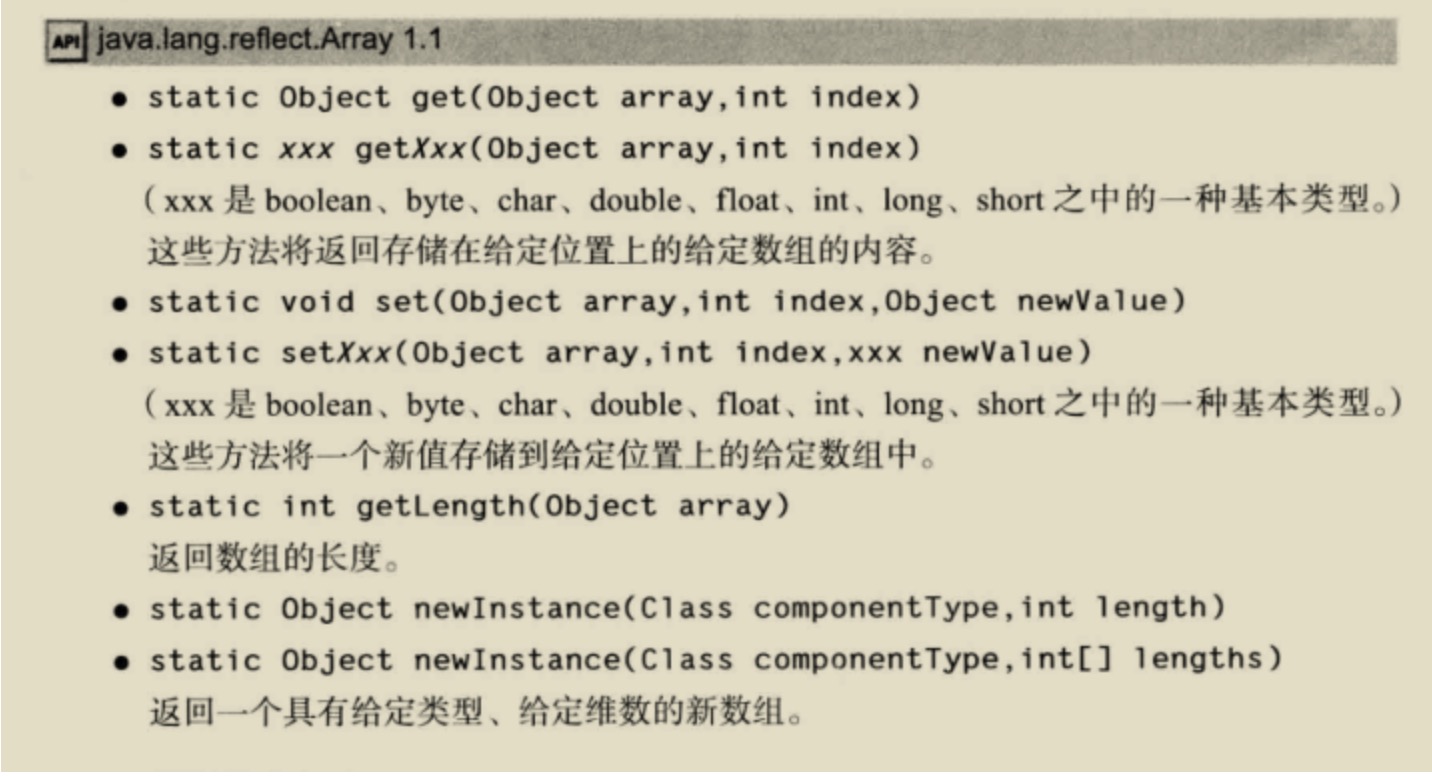 API java.lang.reflect.Array 1.1
● static Object get(Object array,int index)
● static xxx getXxx(Object array,int index)
（xxx 是 boolean、byte、char、double、float、int、long、short 之中的一种基本类型。）
这些方法将返回存储在给定位置上的给定数组的内容。
● static void set(Object array,int index,Object newValue)
● static setXxx(Object array,int index,xxx newValue)
（xxx 是 boolean、byte、char、double、float、int、long、short 之中的一种基本类型。）
这些方法将一个新值存储到给定位置上的给定数组中。
● static int getLength(Object array)
返回数组的长度。
● static Object newInstance(Class componentType,int length)
● static Object newInstance(Class componentType,int[] lengths)
返回一个具有给定类型、给定维数的新数组。